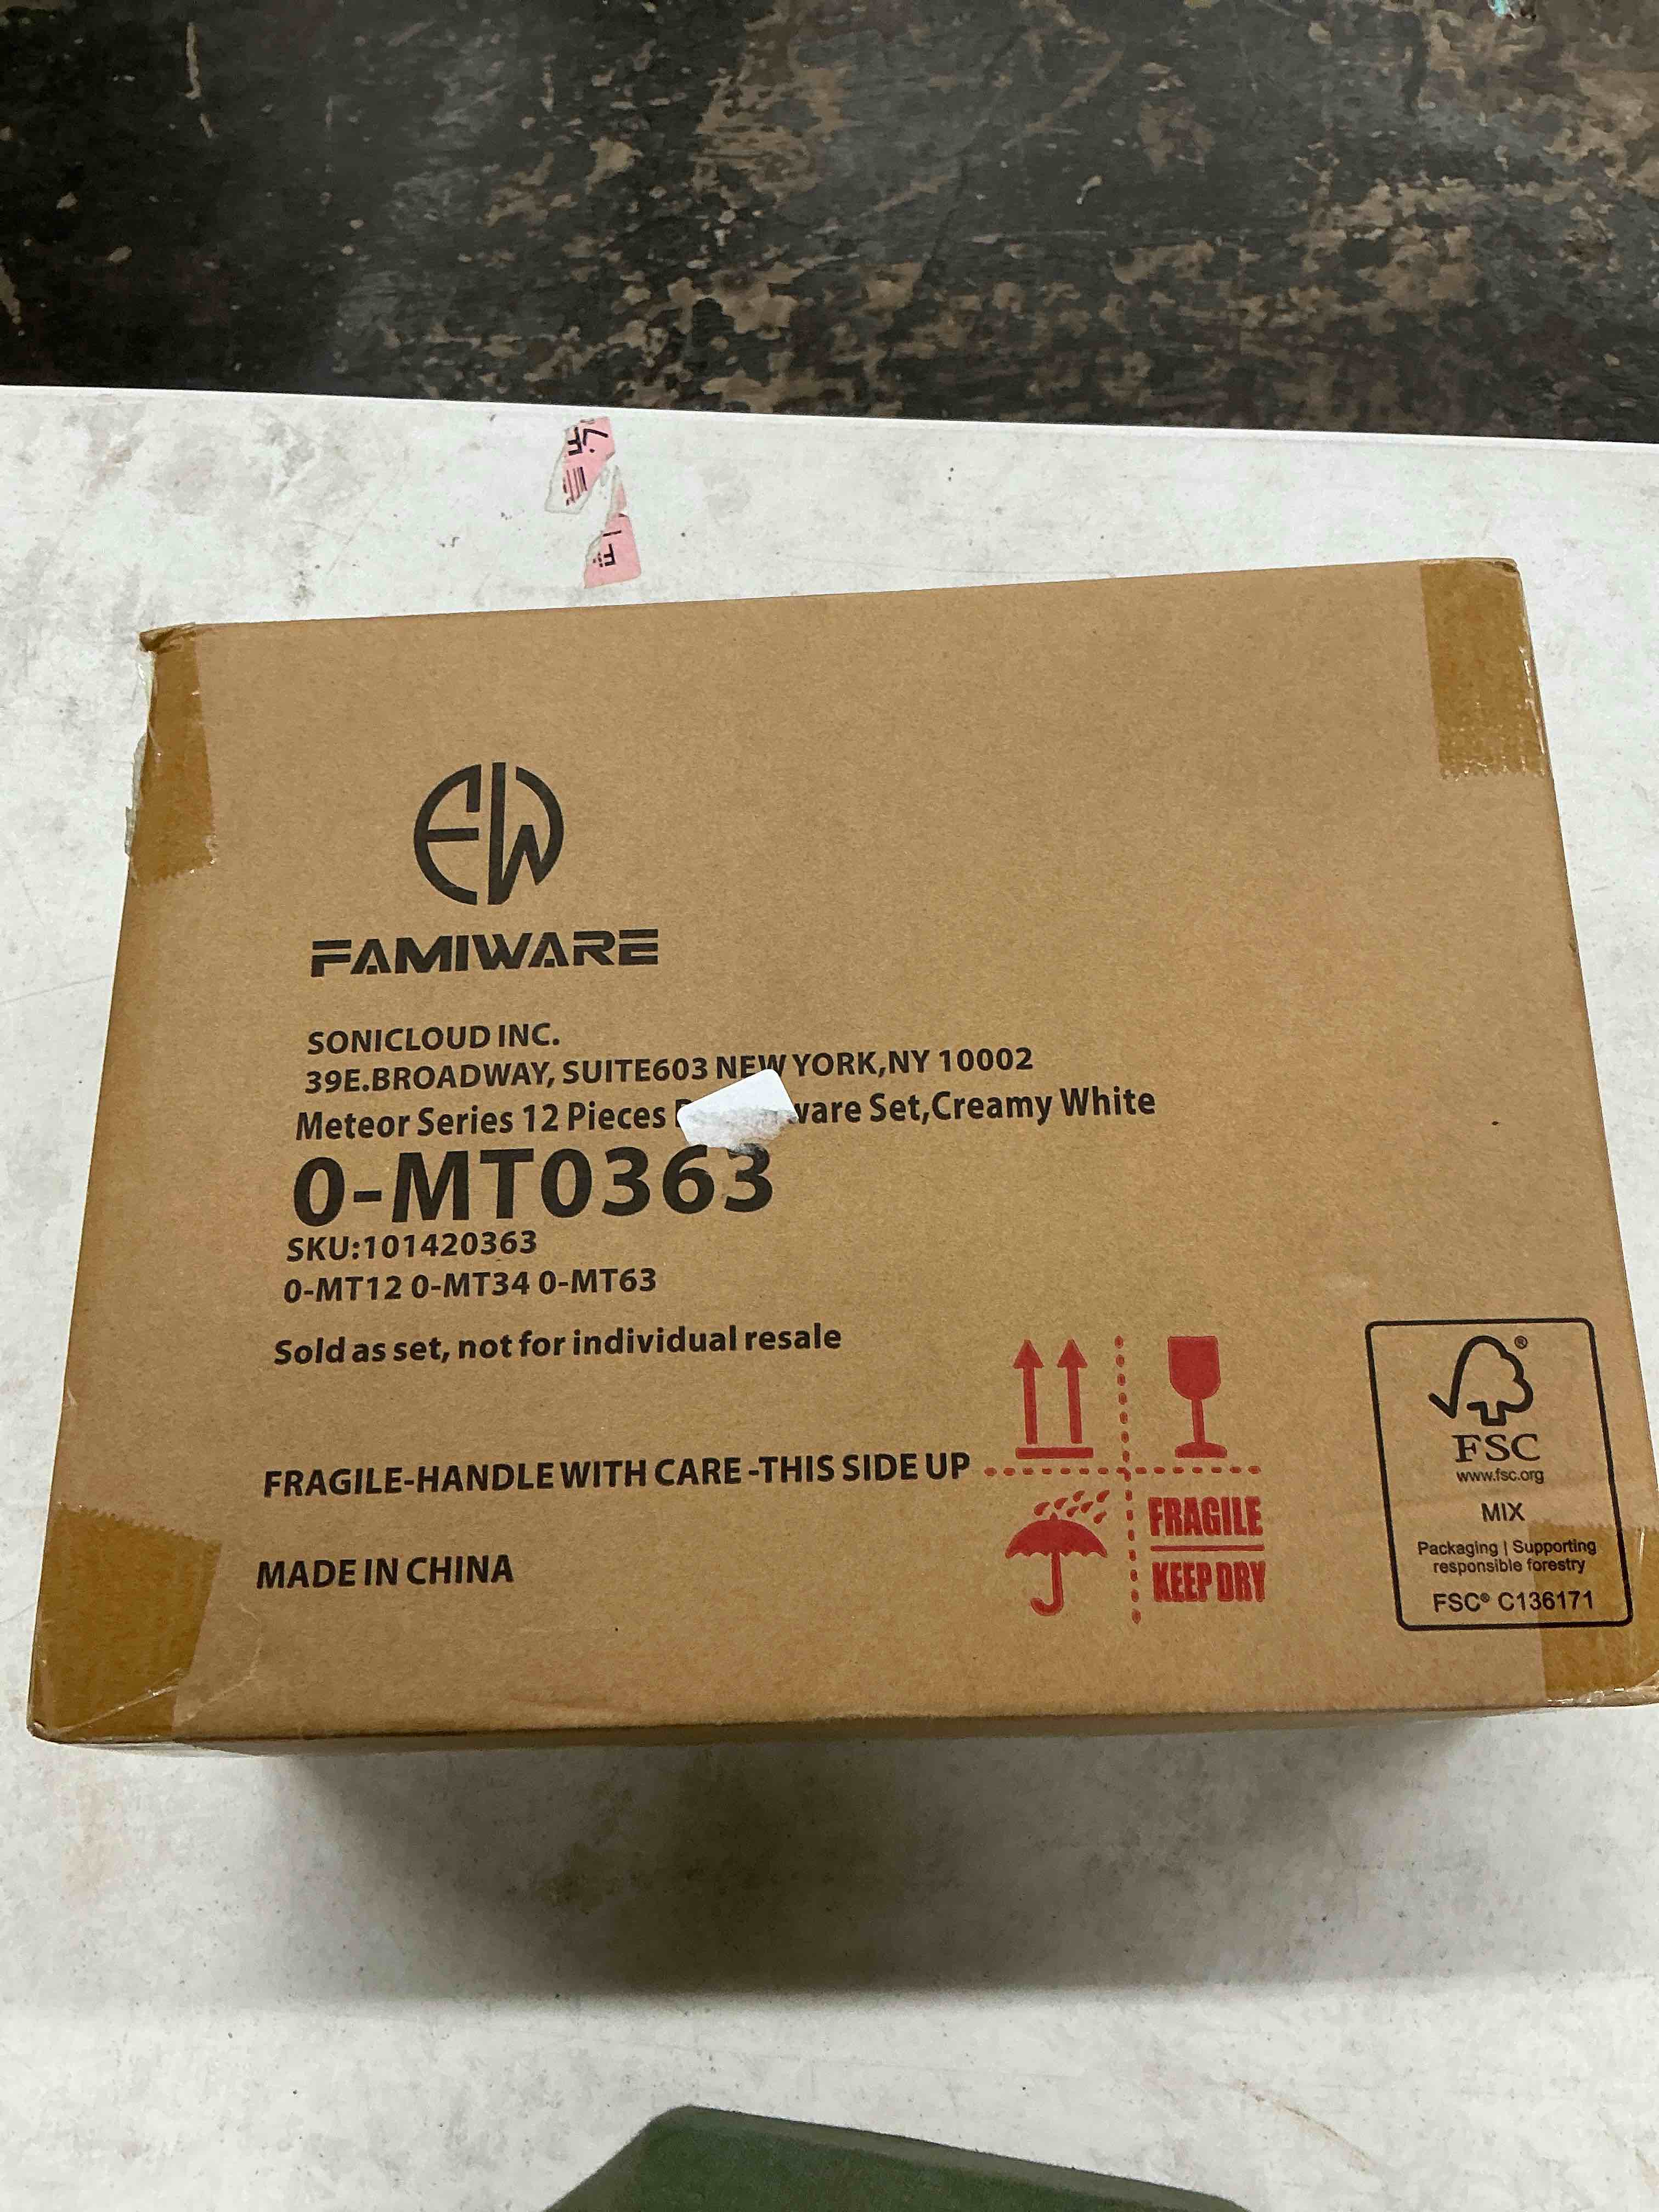 FAMIWARE
SONICLOUD INC.
39E.BROADWAY, SUITE603 NEW YORK,NY 10002
Meteor Series 12 Pieces Set,Creamy White
0-MT0363
SKU:101420363
0-MT12 0-MT34 0-MT63
Sold as set, not for individual resale
FRAGILE-HANDLE WITH CARE -THIS SIDE UP
MADE IN CHINA
FRAGILE
KEEP DRY
FSC
www.fsc.org
MIX
Packaging | Supporting
responsible forestry
FSC® C136171